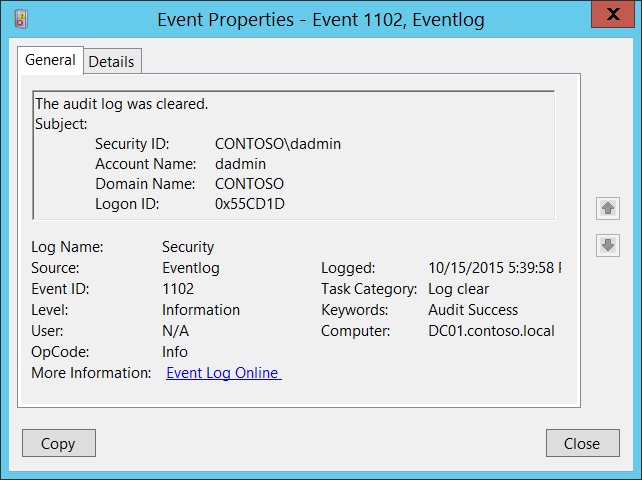 Event Properties - Event 1102, Eventlog
X
General Details
The audit log was cleared.
Subject:
Security ID: CONTOSO\dadmin
Account Name: dadmin
Domain Name: CONTOSO
Logon ID: 0x55CD1D
Log Name: Security
Source: Eventlog Logged: 10/15/2015 5:39:58
Event ID: 1102 Task Category: Log clear
Level: Information Keywords: Audit Success
User: N/A Computer: DC01.contoso.local
OpCode: Info
More Information: Event Log Online
Copy Close